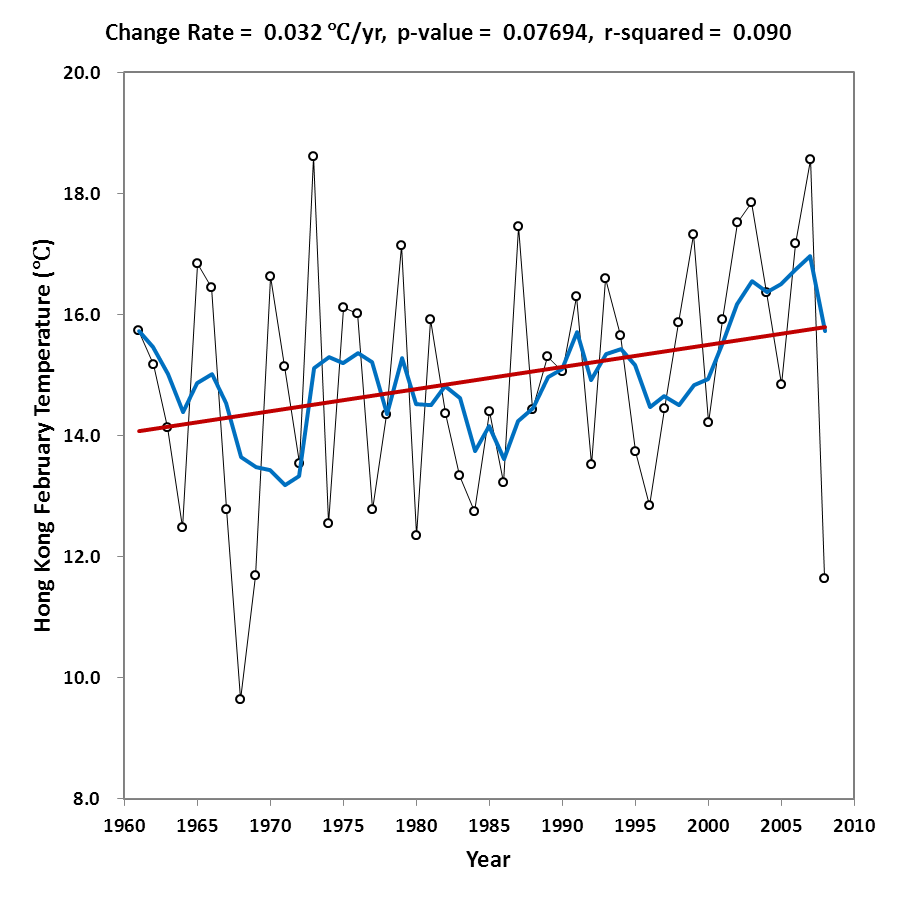 Change Rate = 0.032 ℃/yr, p-value = 0.07694, r-squared = 0.090
20.0
18.0
16.0
14.0
12.0
10.0
8.0
Hong Kong February Temperature (℃)
1960 1965 1970 1975 1980 1985 1990 1995 2000 2005 2010
Year